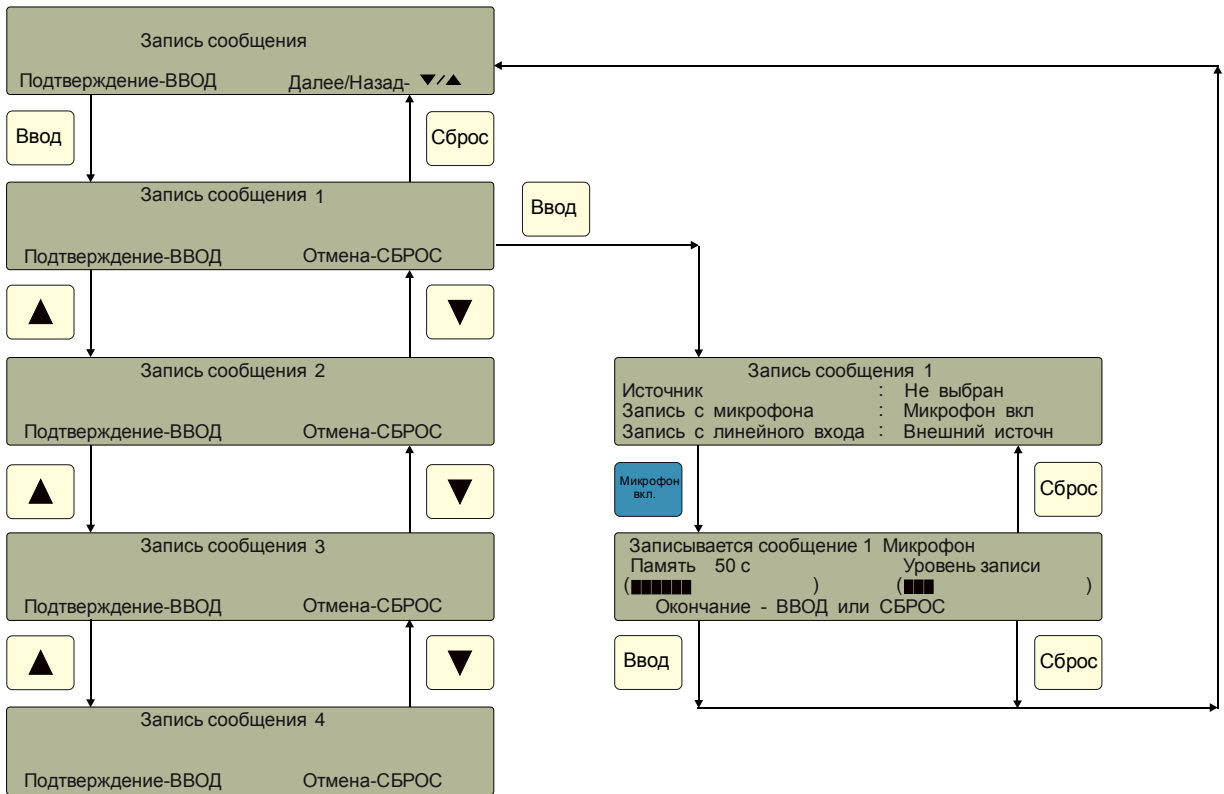 Запись сообщения
Подтверждение-ВВОД Далее/Назад- ▼/▲
Ввод
Сброс
Запись сообщения 1
Подтверждение-ВВОД Отмена-СБРОС
Ввод
▲
▼
Запись сообщения 2
Подтверждение-ВВОД Отмена-СБРОС
▲
▼
Запись сообщения 3
Подтверждение-ВВОД Отмена-СБРОС
▲
▼
Запись сообщения 4
Подтверждение-ВВОД Отмена-СБРОС
Запись сообщения 1
Источник : Не выбран
Запись с микрофона : Микрофон вкл
Запись с линейного входа : Внешний источн
Микрофон
вкл.
Сброс
Записывается сообщение 1 Микрофон
Память 50 с Уровень записи
(■■■■■■ ) (■■■ )
Окончание - ВВОД или СБРОС
Ввод
Сброс